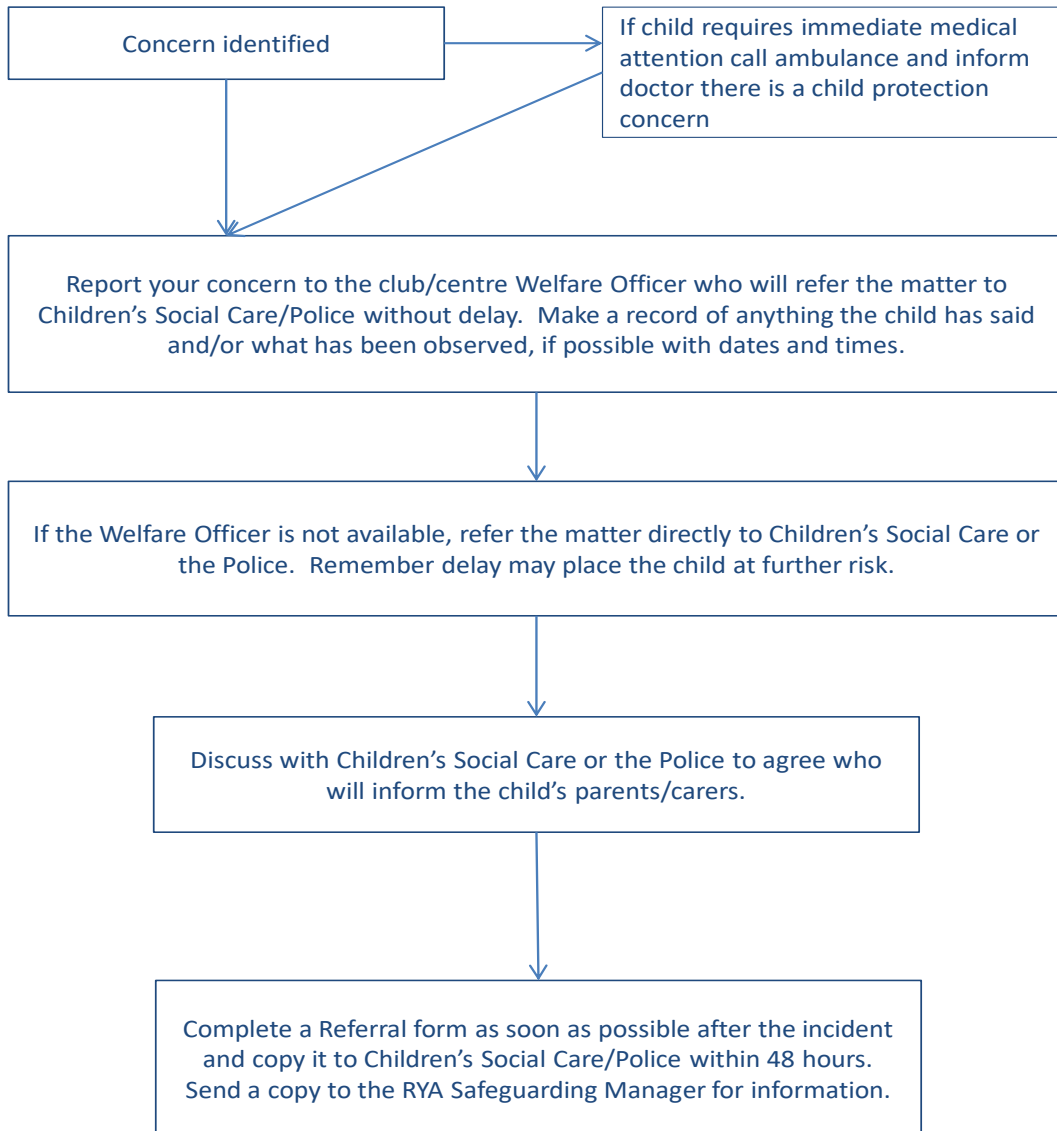 Concern identified
If child requires immediate medical
attention call ambulance and inform
doctor there is a child protection
concern
Report your concern to the club/centre Welfare Officer who will refer the matter to
Children’s Social Care/Police without delay.  Make a record of anything the child has said
and/or what has been observed, if possible with dates and times.
If the Welfare Officer is not available, refer the matter directly to Children’s Social Care or
the Police.  Remember delay may place the child at further risk.
Discuss with Children’s Social Care or the Police to agree who
will inform the child’s parents/carers.
Complete a Referral form as soon as possible after the incident
and copy it to Children’s Social Care/Police within 48 hours.
Send a copy to the RYA Safeguarding Manager for information.